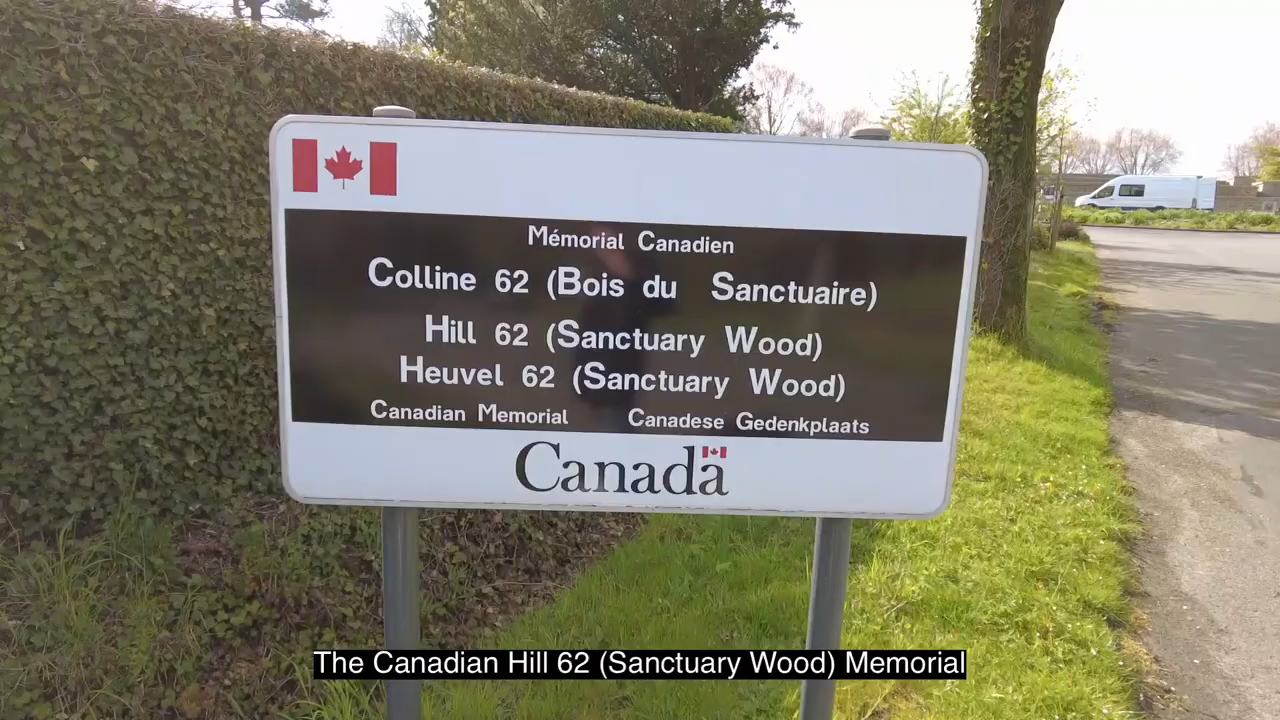 Mémorial Canadien
Colline 62 (Bois du Sanctuaire)
Hill 62 (Sanctuary Wood)
Heuvel 62 (Sanctuary Wood)
Canadian Memorial Canadese Gedenkplaats
Canada
The Canadian Hill 62 (Sanctuary Wood) Memorial